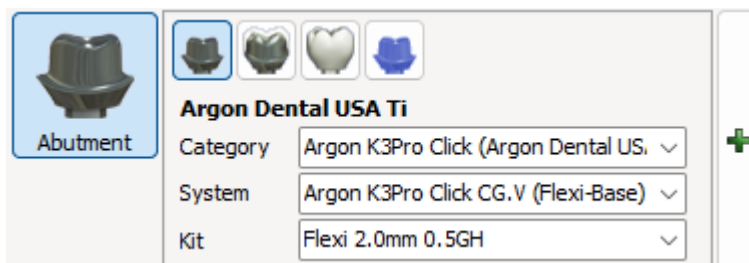 Argon Dental USA Ti
Abutment
Category Argon K3Pro Click (Argon Dental US.
System Argon K3Pro Click CG.V (Flexi-Base)
Kit Flexi 2.0mm 0.5GH